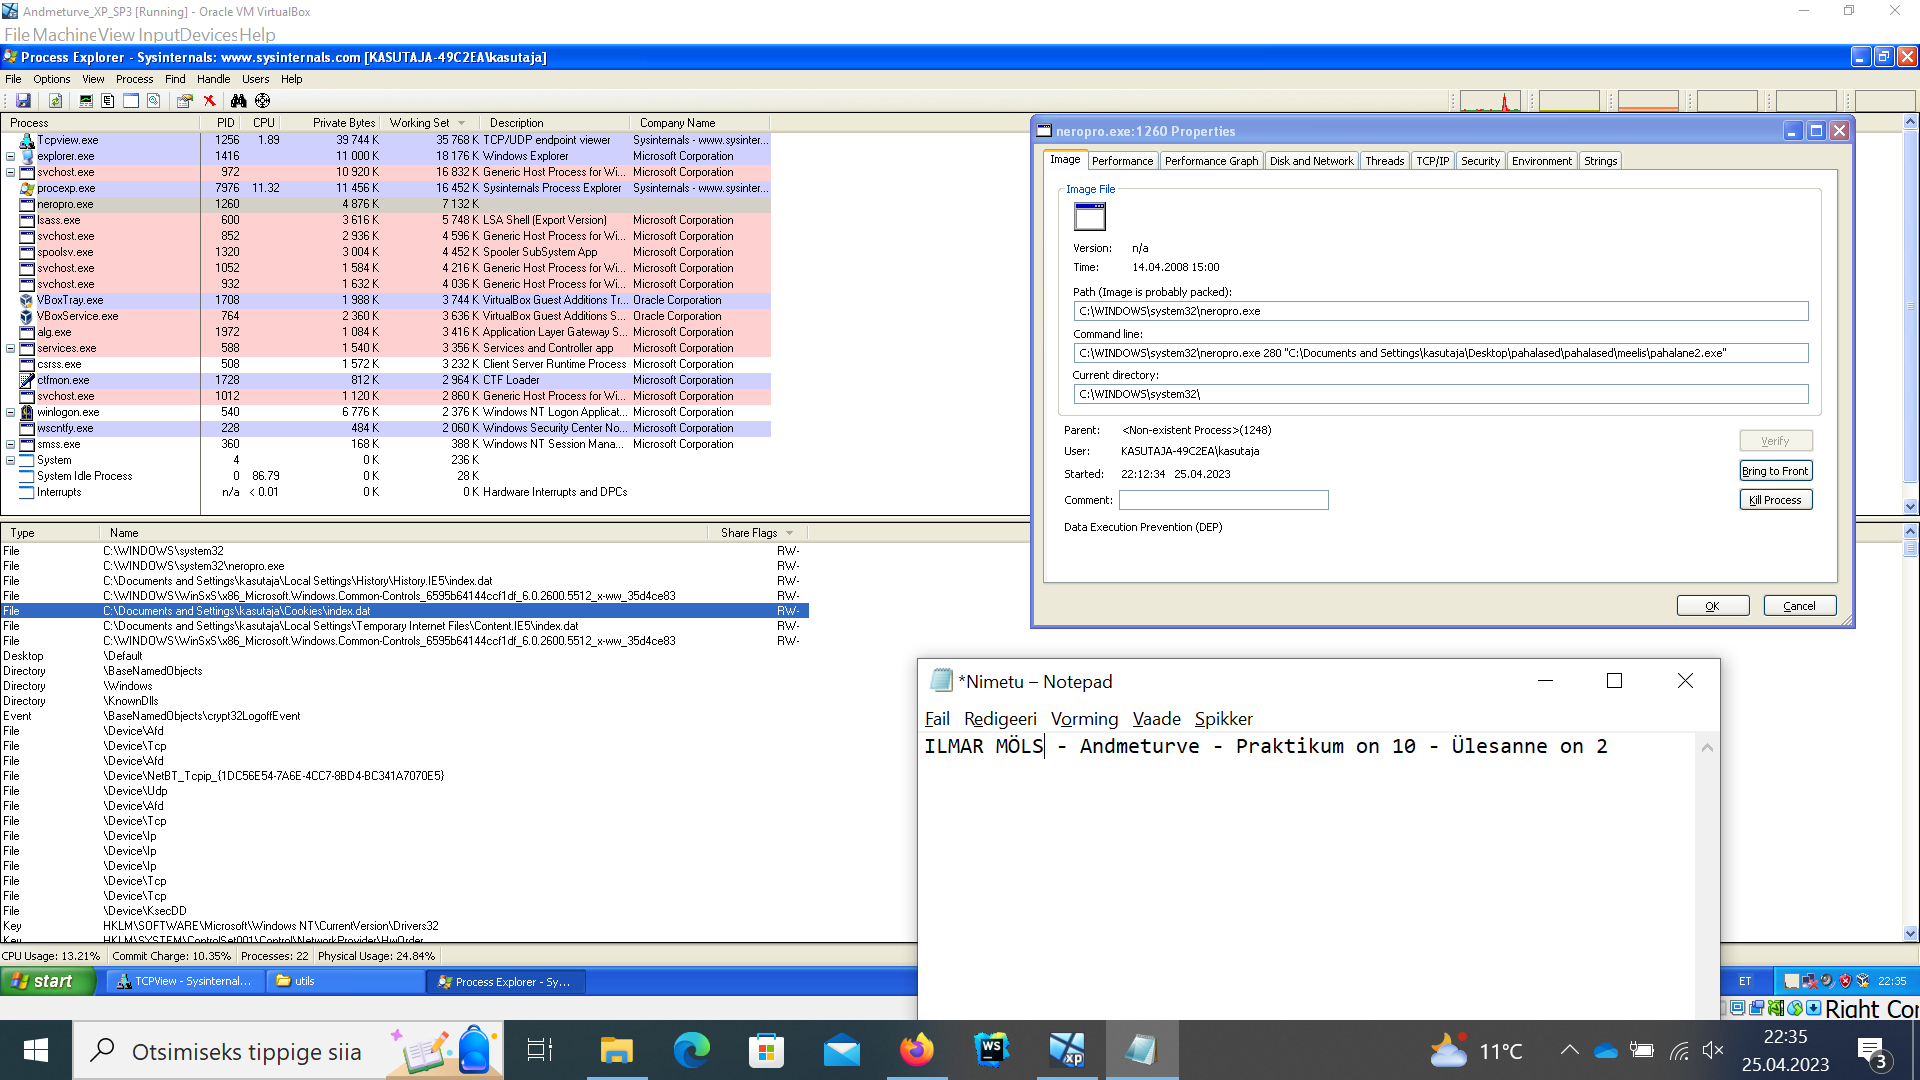 Andmeturve_XP_SP3 [Running] - Oracle VM VirtualBox
File Machine View Input Devices Help
Process Explorer - Sysinternals: www.sysinternals.com [KASUTAJA-49C2EA\kasutaja]
File Options View Process Find Handle Users Help
Process PID CPU Private Bytes Working Set Description Company Name
Tcpview.exe 1256 1.89 39 744 K 35 768 K TCP/UDP endpoint viewer Sysinternals - www.sysinter...
explorer.exe 1416 11 000 K 18 176 K Windows Explorer Microsoft Corporation
svchost.exe 972 10 920 K 16 832 K Generic Host Process for Wi... Microsoft Corporation
procexp.exe 7976 11.32 11 456 K 16 452 K Sysinternals Process Explorer Sysinternals - www.sysinter...
neropro.exe 1260 4 876 K 7 132 K
lsass.exe 600 3 616 K 5 748 K LSA Shell (Export Version) Microsoft Corporation
svchost.exe 852 2 936 K 4 596 K Generic Host Process for Wi... Microsoft Corporation
spoolsv.exe 1320 3 004 K 4 452 K Spooler SubSystem App Microsoft Corporation
svchost.exe 1052 1 584 K 4 216 K Generic Host Process for Wi... Microsoft Corporation
svchost.exe 932 1 632 K 4 036 K Generic Host Process for Wi... Microsoft Corporation
VBoxTray.exe 1708 1 988 K 3 744 K VirtualBox Guest Additions Tr... Oracle Corporation
VBoxService.exe 764 2 360 K 3 636 K VirtualBox Guest Additions S... Oracle Corporation
alg.exe 1972 1 084 K 3 416 K Application Layer Gateway S... Microsoft Corporation
services.exe 588 1 540 K 3 356 K Services and Controller app Microsoft Corporation
csrss.exe 508 1 572 K 3 232 K Client Server Runtime Process Microsoft Corporation
ctfmon.exe 1728 812 K 2 964 K CTF Loader Microsoft Corporation
svchost.exe 1012 1 120 K 2 860 K Generic Host Process for Wi... Microsoft Corporation
winlogon.exe 540 6 776 K 2 376 K Windows NT Logon Applicat... Microsoft Corporation
wscntfy.exe 228 484 K 2 060 K Windows Security Center No... Microsoft Corporation
smss.exe 360 168 K 388 K Windows NT Session Mana... Microsoft Corporation
System 4 0 K 236 K
System Idle Process 0 86.79 0 K 28 K
Interrupts n/a < 0.01 0 K 0 K Hardware Interrupts and DPCs
neropro.exe:1260 Properties
Image Performance Performance Graph Disk and Network Threads TCP/IP Security Environment Strings
Image File
Version: n/a
Time: 14.04.2008 15:00
Path (Image is probably packed):
C:\WINDOWS\system32\neropro.exe
Command line:
C:\WINDOWS\system32\neropro.exe 280 "C:\Documents and Settings\kasutaja\Desktop\pahalased\pahalased\meelis\pahalane2.exe"
Current directory:
C:\WINDOWS\system32\
Parent: <Non-existent Process>(1248)
Verify
User: KASUTAJA-49C2EA\kasutaja
Started: 22:12:34 25.04.2023
Bring to Front
Comment:
Kill Process
Data Execution Prevention (DEP)
OK Cancel
Type Name Share Flags
File C:\WINDOWS\system32 RW-
File C:\WINDOWS\system32\neropro.exe RW-
File C:\Documents and Settings\kasutaja\Local Settings\History\History.IE5\index.dat RW-
File C:\WINDOWS\WinSxS\x86_Microsoft.Windows.Common-Controls_6595b64144ccf1df_6.0.2600.5512_x-ww_35d4ce83 RW-
File C:\Documents and Settings\kasutaja\Cookies\index.dat RW-
File C:\Documents and Settings\kasutaja\Local Settings\Temporary Internet Files\Content.IE5\index.dat RW-
File C:\WINDOWS\WinSxS\x86_Microsoft.Windows.Common-Controls_6595b64144ccf1df_6.0.2600.5512_x-ww_35d4ce83 RW-
Desktop \Default
Directory \BaseNamedObjects
Directory \Windows
Directory \KnownDlls
Event \BaseNamedObjects\crypt32LogoffEvent
File \Device\Afd
File \Device\Tcp
File \Device\Afd
File \Device\NetBT_Tcpip_{1DC56E54-7A6E-4CC7-8BD4-BC341A7070E5}
File \Device\Udp
File \Device\Afd
File \Device\Tcp
File \Device\Ip
File \Device\Ip
File \Device\Ip
File \Device\Tcp
File \Device\Tcp
File \Device\KsecDD
Key HKLM\SOFTWARE\Microsoft\Windows NT\CurrentVersion\Drivers32
Key HKLM\SYSTEM\ControlSet001\Control\NetworkProvider\HwOrder
*Nimetu – Notepad
Fail Redigeeri Vorming Vaade Spikker
ILMAR MÖLS - Andmeturve - Praktikum on 10 - Ülesanne on 2
CPU Usage: 13.21% Commit Charge: 10.35% Processes: 22 Physical Usage: 24.84%
start TCPView - Sysinternal... utils Process Explorer - Sy... ET 22:35
Right Co
Otsimiseks tippige siia
WS
xp
11°C
22:35
25.04.2023
3